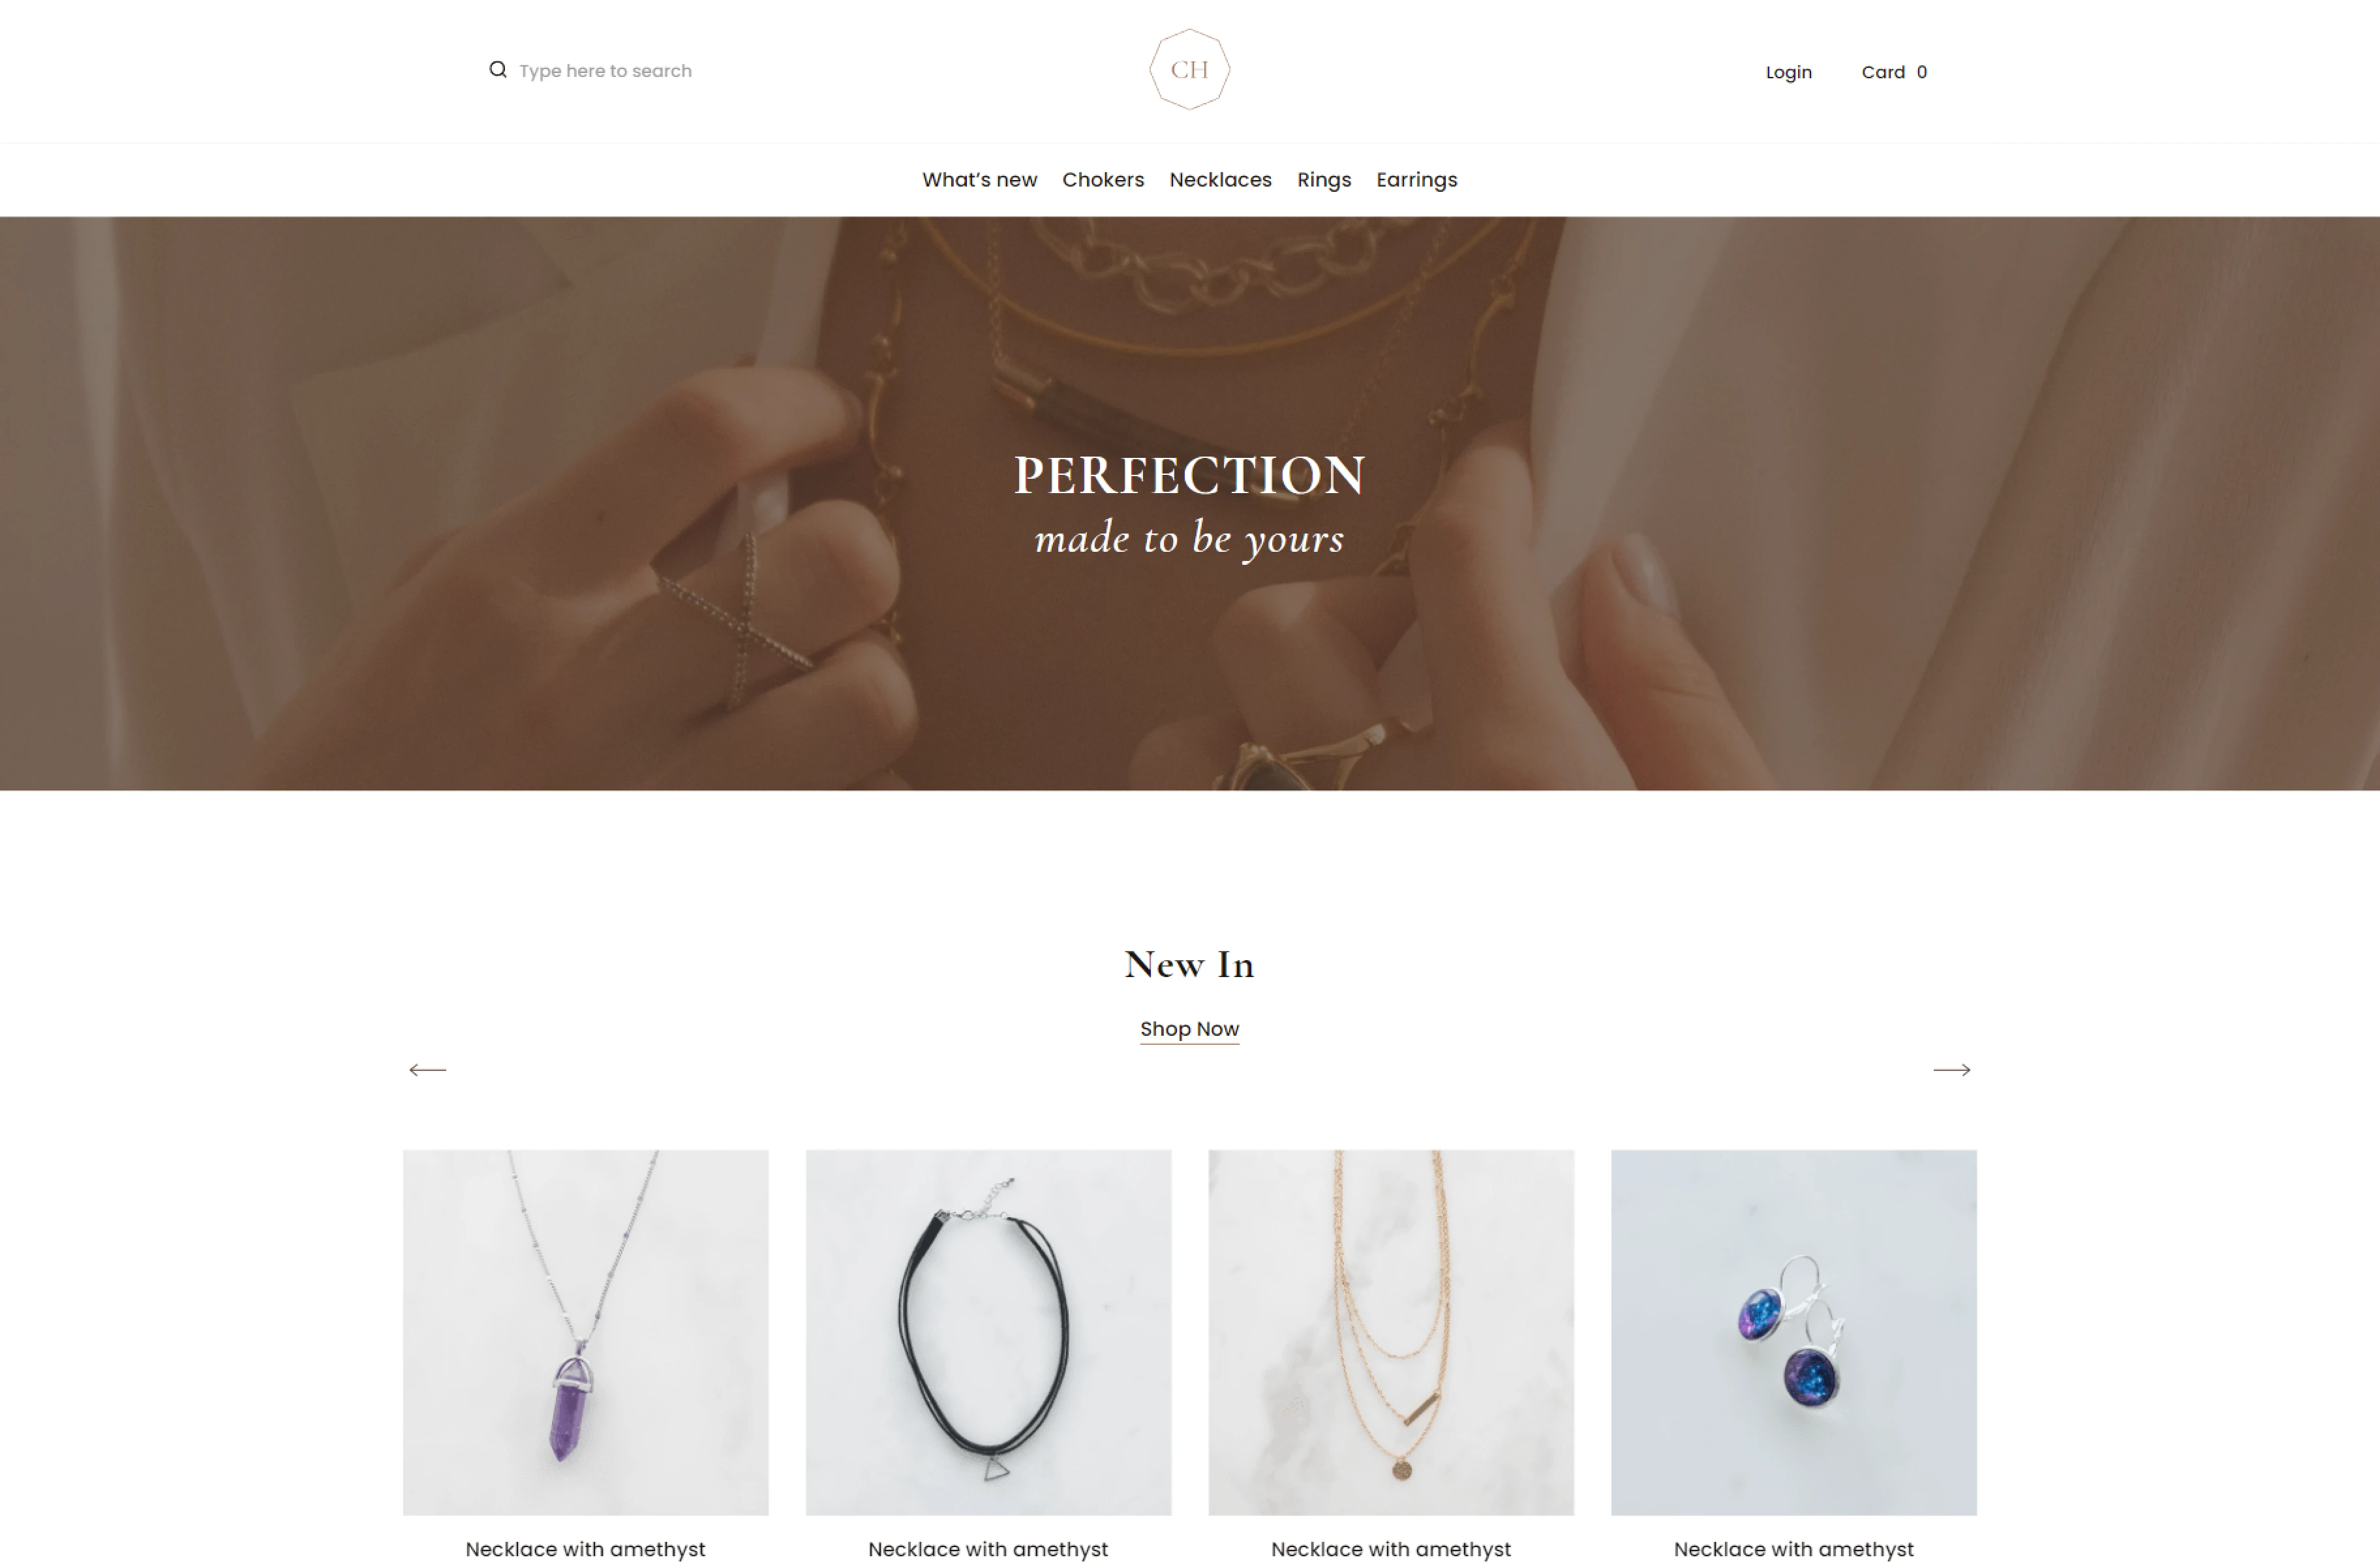 Type here to search
CH
Login
Card 0
What’s new Chokers Necklaces Rings Earrings
PERFECTION
made to be yours
New In
Shop Now
Necklace with amethyst
Necklace with amethyst
Necklace with amethyst
Necklace with amethyst